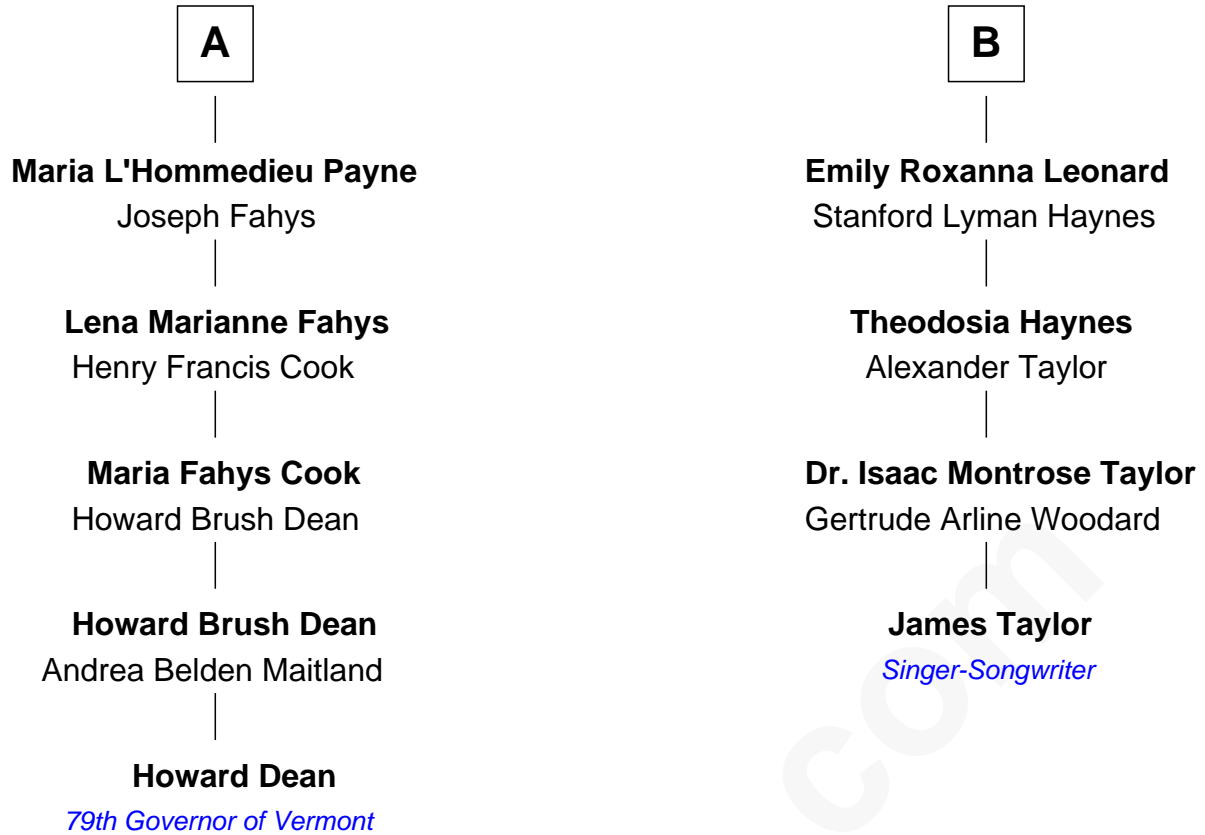 A
Maria L'Hommedieu Payne
Joseph Fahys
Lena Marianne Fahys
Henry Francis Cook
Maria Fahys Cook
Howard Brush Dean
Howard Brush Dean
Andrea Belden Maitland
Howard Dean
79th Governor of Vermont
B
Emily Roxanna Leonard
Stanford Lyman Haynes
Theodosia Haynes
Alexander Taylor
Dr. Isaac Montrose Taylor
Gertrude Arline Woodard
James Taylor
Singer-Songwriter
com